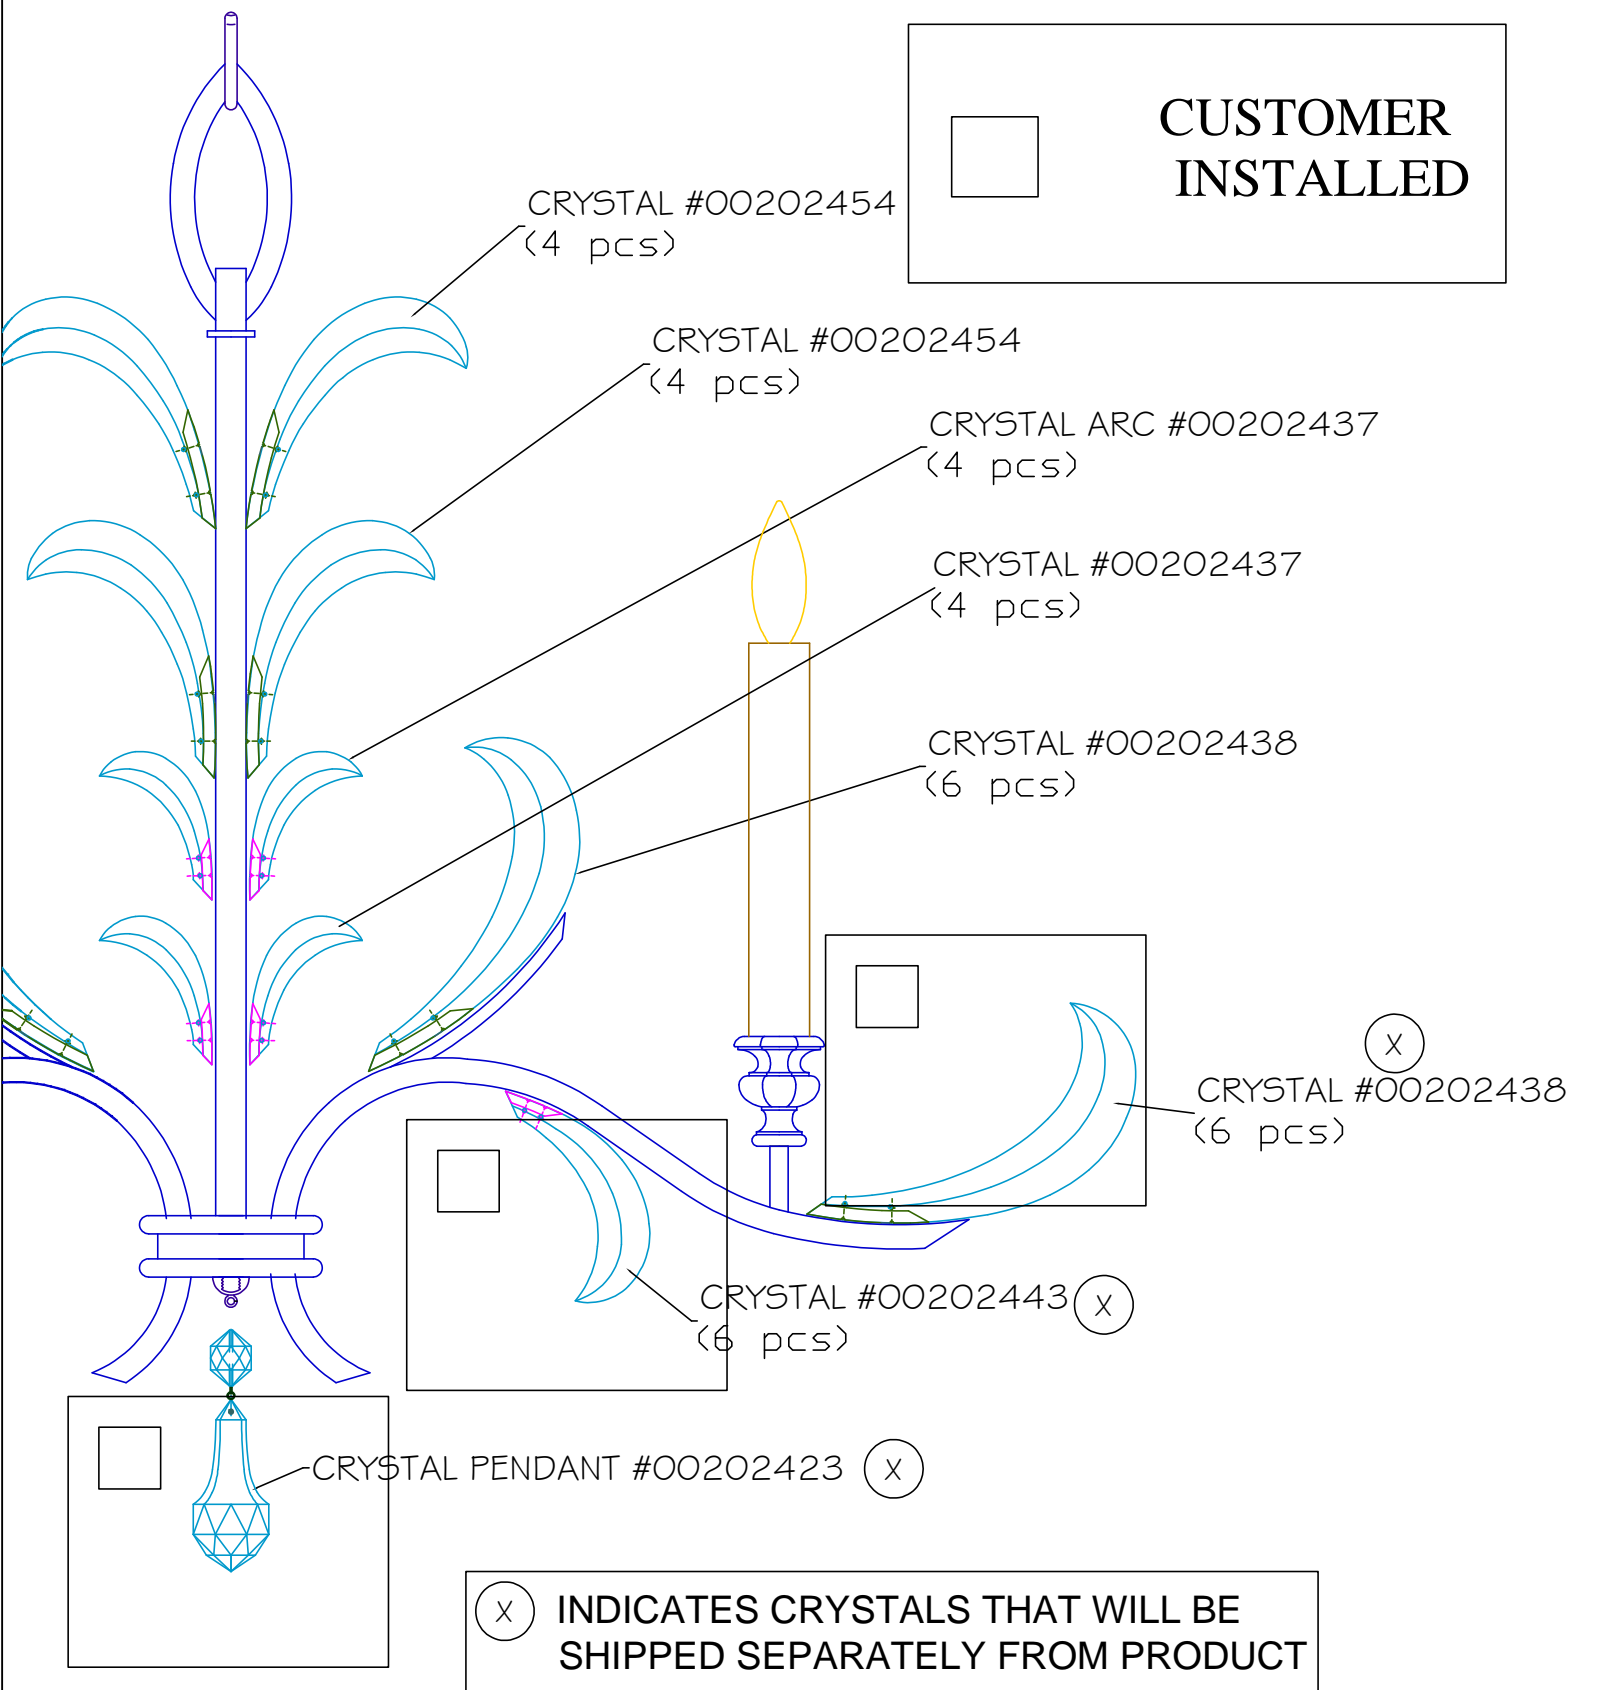 CUSTOMER
INSTALLED
CRYSTAL #00202454
(4 pcs)
CRYSTAL #00202454
(4 pcs)
CRYSTAL ARC #00202437
(4 pcs)
CRYSTAL #00202437
(4 pcs)
CRYSTAL #00202438
(6 pcs)
X
CRYSTAL #00202438
(6 pcs)
CRYSTAL #00202443 X
(6 pcs)
CRYSTAL PENDANT #00202423 X
X INDICATES CRYSTALS THAT WILL BE
SHIPPED SEPARATELY FROM PRODUCT